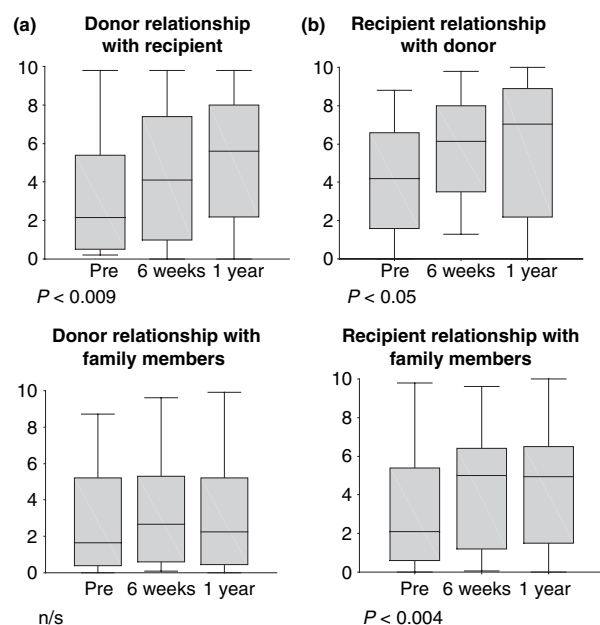 (a) Donor relationship
with recipient
10
8
6
4
2
0
Pre 6 weeks 1 year
P < 0.009
(b) Recipient relationship
with donor
10
8
6
4
2
0
Pre 6 weeks 1 year
P < 0.05
Donor relationship with
family members
10
8
6
4
2
0
Pre 6 weeks 1 year
n/s
Recipient relationship with
family members
10
8
6
4
2
0
Pre 6 weeks 1 year
P < 0.004